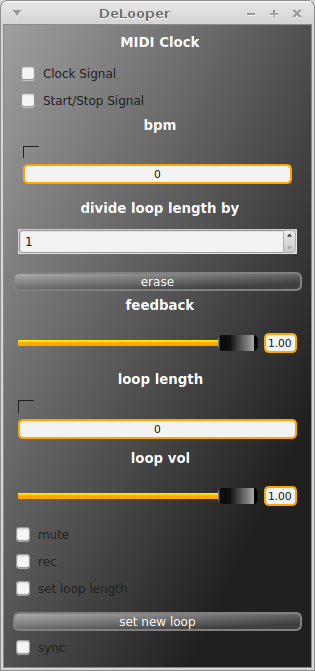 DeLooper
MIDI Clock
Clock Signal
Start/Stop Signal
bpm
0
divide loop length by
1
erase
feedback
1.00
loop length
0
loop vol
1.00
mute
rec
set loop length
set new loop
sync